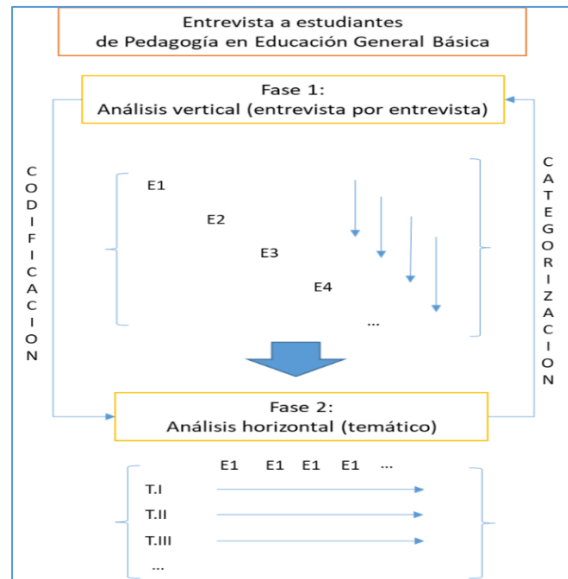 Entrevista a estudiantes
de Pedagogía en Educación General Básica
Fase 1:
Análisis vertical (entrevista por entrevista)
CODIFICACION
CATEGORIZACION
E1
E2
E3
E4
...
Fase 2:
Análisis horizontal (temático)
E1 E1 E1 E1 ...
T.I
T.II
T.III
...